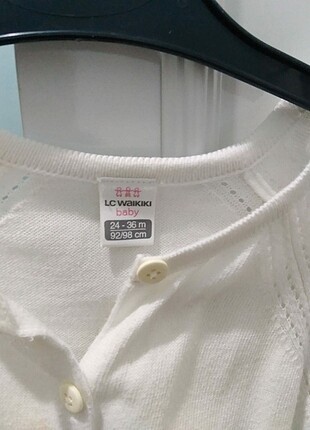 LC WAIKIKI
baby
24 - 36 m
92/98 cm